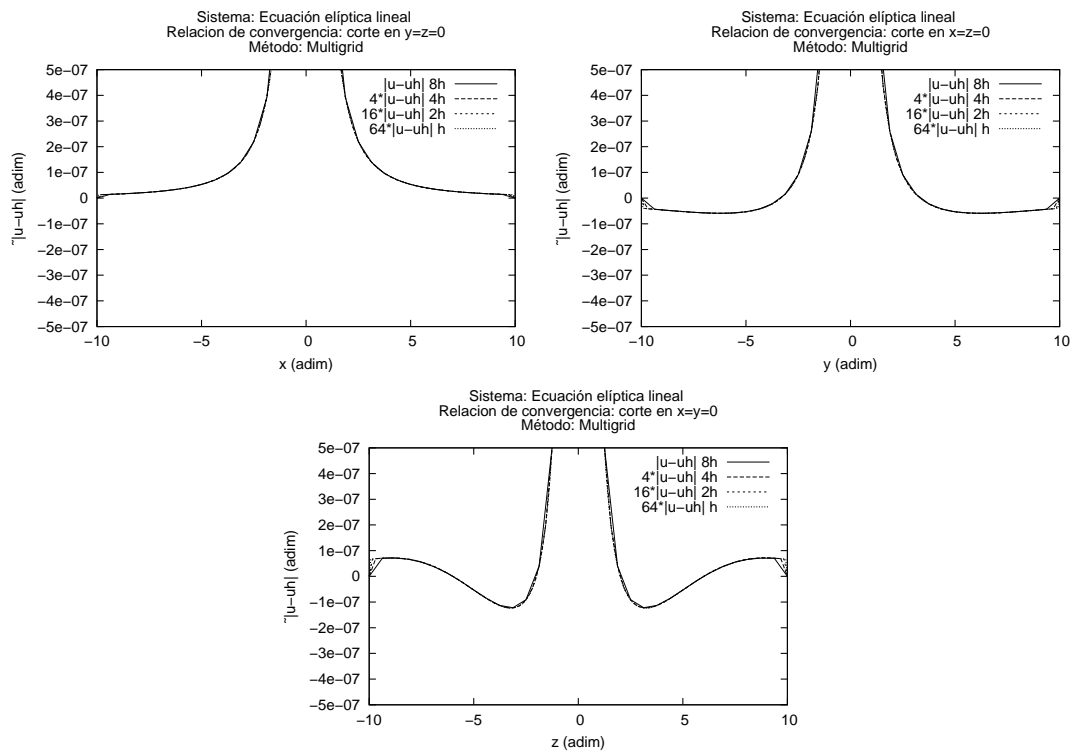 Sistema: Ecuación elíptica lineal
Relacion de convergencia: corte en y=z=0
Método: Multigrid
5e−07
4e−07
3e−07
2e−07
1e−07
0
−1e−07
−2e−07
−3e−07
−4e−07
−5e−07
~|u−uh| (adim)
|u−uh| 8h
4*|u−uh| 4h
16*|u−uh| 2h
64*|u−uh| h
−10
−5
0
5
10
x (adim)
Sistema: Ecuación elíptica lineal
Relacion de convergencia: corte en x=z=0
Método: Multigrid
5e−07
4e−07
3e−07
2e−07
1e−07
0
−1e−07
−2e−07
−3e−07
−4e−07
−5e−07
~|u−uh| (adim)
|u−uh| 8h
4*|u−uh| 4h
16*|u−uh| 2h
64*|u−uh| h
−10
−5
0
5
10
y (adim)
Sistema: Ecuación elíptica lineal
Relacion de convergencia: corte en x=y=0
Método: Multigrid
5e−07
4e−07
3e−07
2e−07
1e−07
0
−1e−07
−2e−07
−3e−07
−4e−07
−5e−07
~|u−uh| (adim)
|u−uh| 8h
4*|u−uh| 4h
16*|u−uh| 2h
64*|u−uh| h
−10
−5
0
5
10
z (adim)